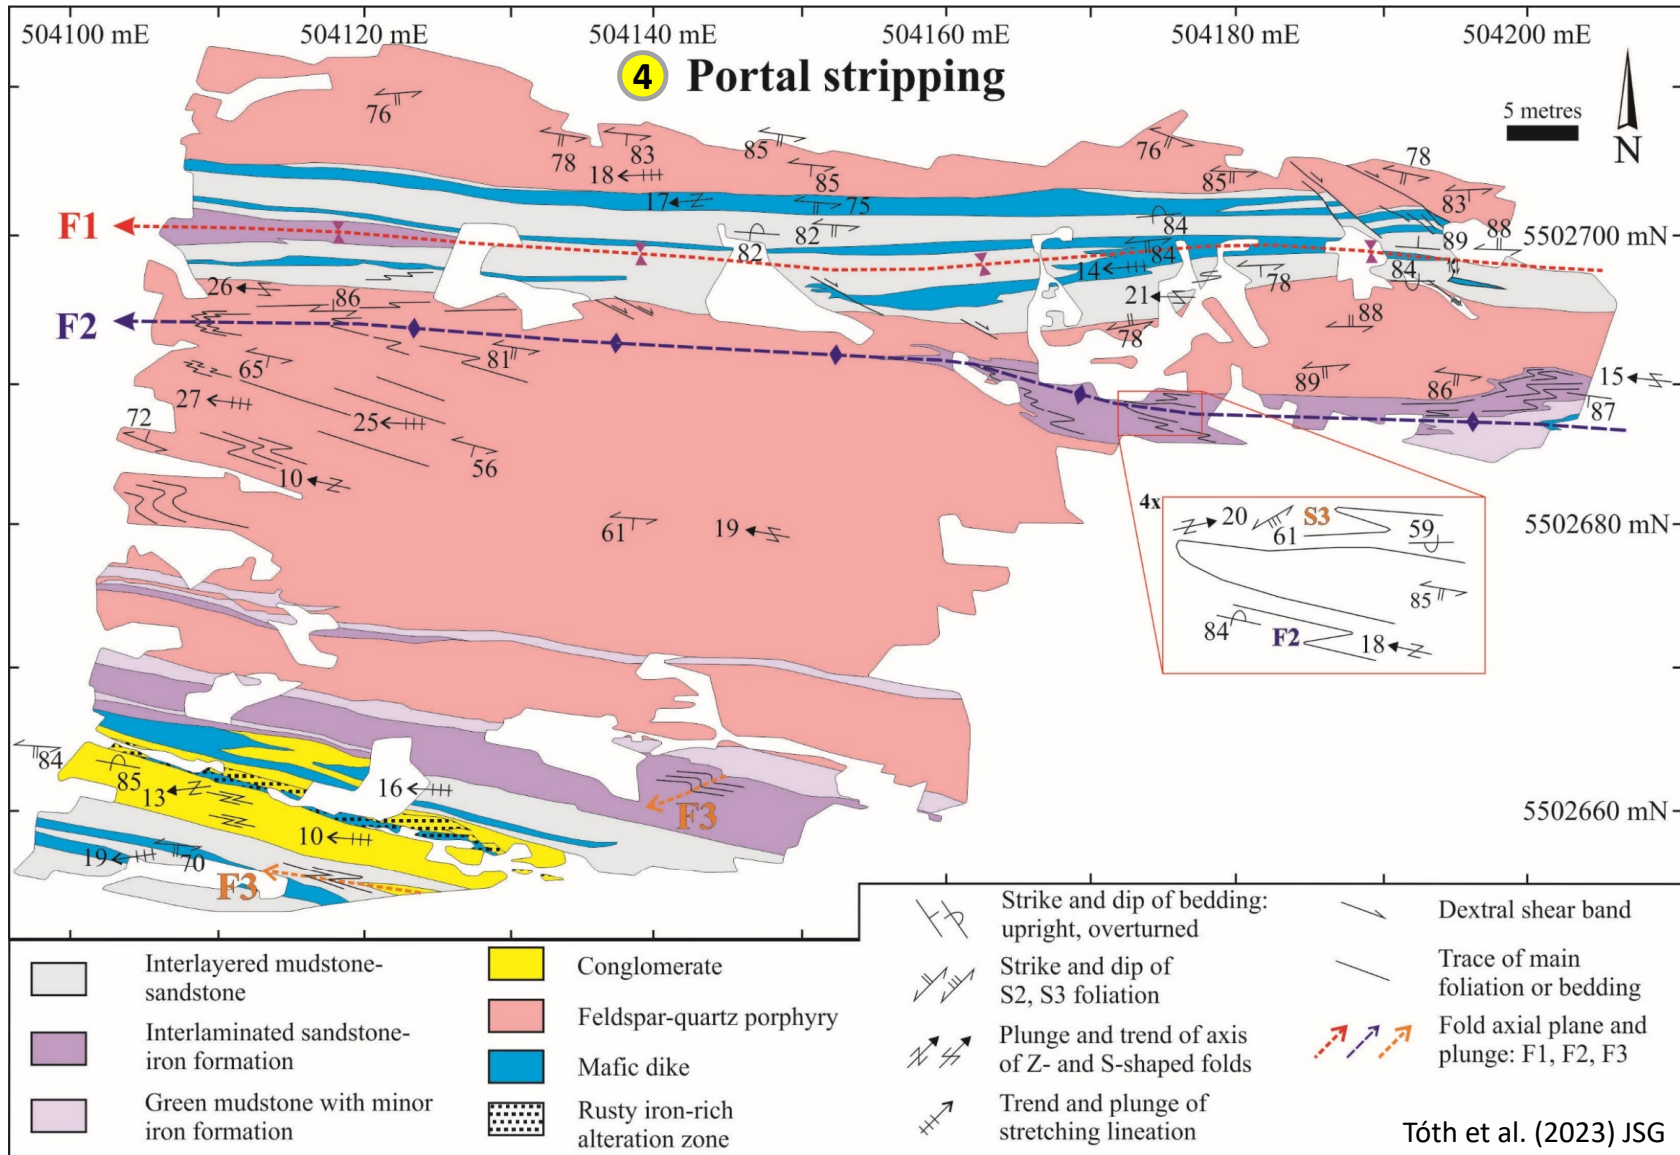 504100 mE 504120 mE 504140 mE 504160 mE 504180 mE 504200 mE
4 Portal stripping
5 metres
N
76
78
83
18
85
85
76
85
78
83
17
75
F1
82
82
84
84
89
88
5502700 mN
14
84
78
26
86
21
88
F2
78
65
81
89
86
15
87
27
25
72
56
10
61
19
4x
20
61
S3
59
5502680 mN
85
84
F2
18
84
85
13
16
F3
10
5502660 mN
19
70
F3
Interlayered mudstone-
sandstone
Interlaminated sandstone-
iron formation
Green mudstone with minor
iron formation
Conglomerate
Feldspar-quartz porphyry
Mafic dike
Rusty iron-rich
alteration zone
Strike and dip of bedding:
upright, overturned
Strike and dip of
S2, S3 foliation
Plunge and trend of axis
of Z- and S-shaped folds
Trend and plunge of
stretching lineation
Dextral shear band
Trace of main
foliation or bedding
Fold axial plane and
plunge: F1, F2, F3
Tóth et al. (2023) JSG